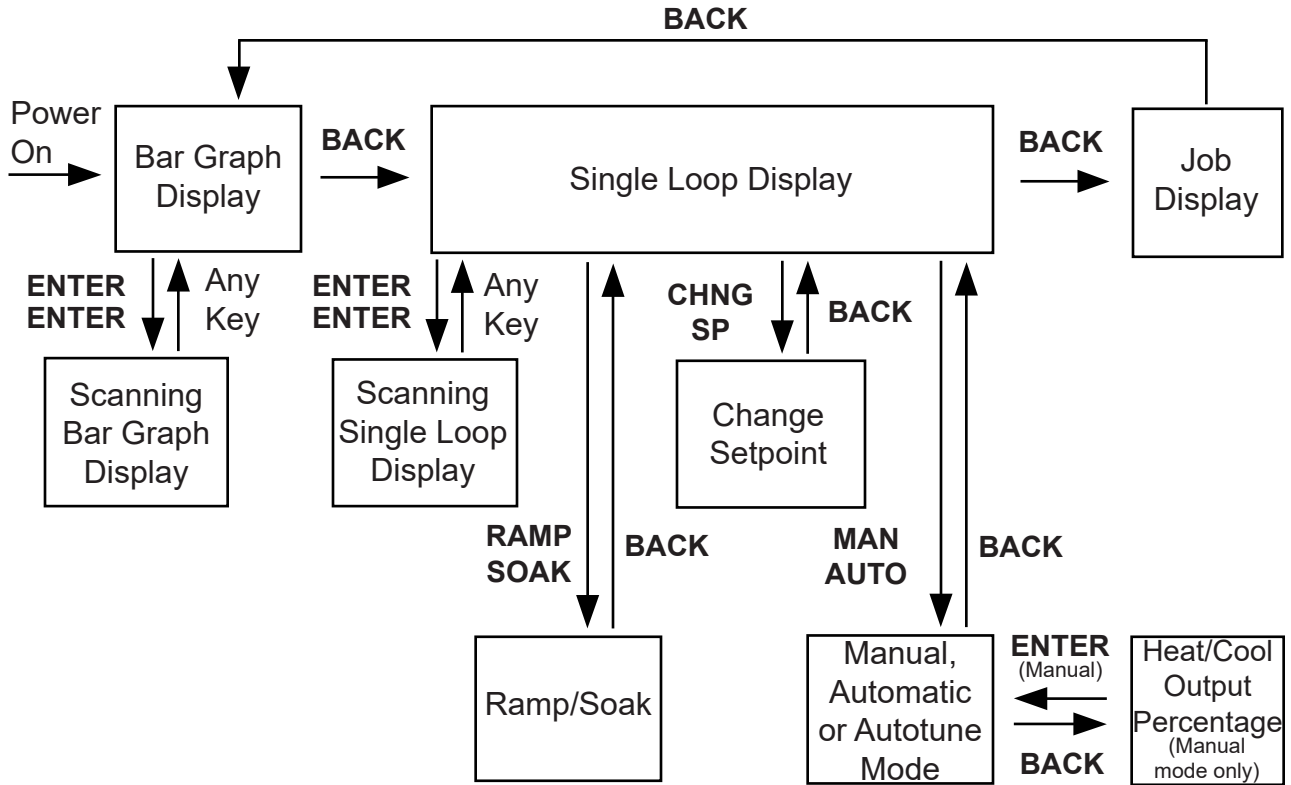 BACK
Power
On
Bar Graph
Display
BACK
Single Loop Display
BACK
Job
Display
ENTER
ENTER
Any
Key
ENTER
ENTER
Any
Key
CHNG
SP
BACK
Scanning
Bar Graph
Display
Scanning
Single Loop
Display
Change
Setpoint
RAMP
SOAK
BACK
MAN
AUTO
BACK
Ramp/Soak
Manual,
Automatic
or Autotune
Mode
ENTER
(Manual)
BACK
Heat/Cool
Output
Percentage
(Manual
mode only)